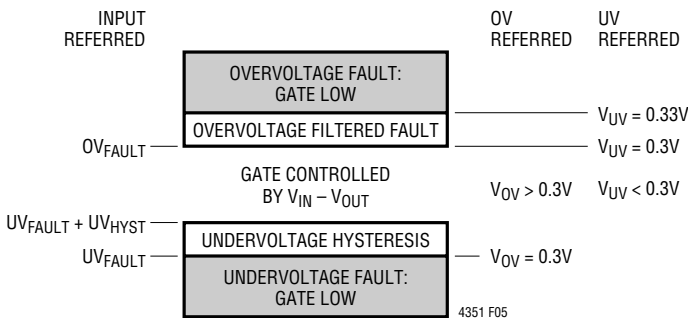 INPUT
REFERRED
OV
REFERRED
UV
REFERRED
OVERVOLTAGE FAULT:
GATE LOW
V_UV = 0.33V
OVERVOLTAGE FILTERED FAULT
OV_FAULT
V_UV = 0.3V
GATE CONTROLLED
BY V_IN – V_OUT
V_OV > 0.3V
V_UV < 0.3V
UV_FAULT + UV_HYST
UNDERVOLTAGE HYSTERESIS
UV_FAULT
V_OV = 0.3V
UNDERVOLTAGE FAULT:
GATE LOW
4351 F05